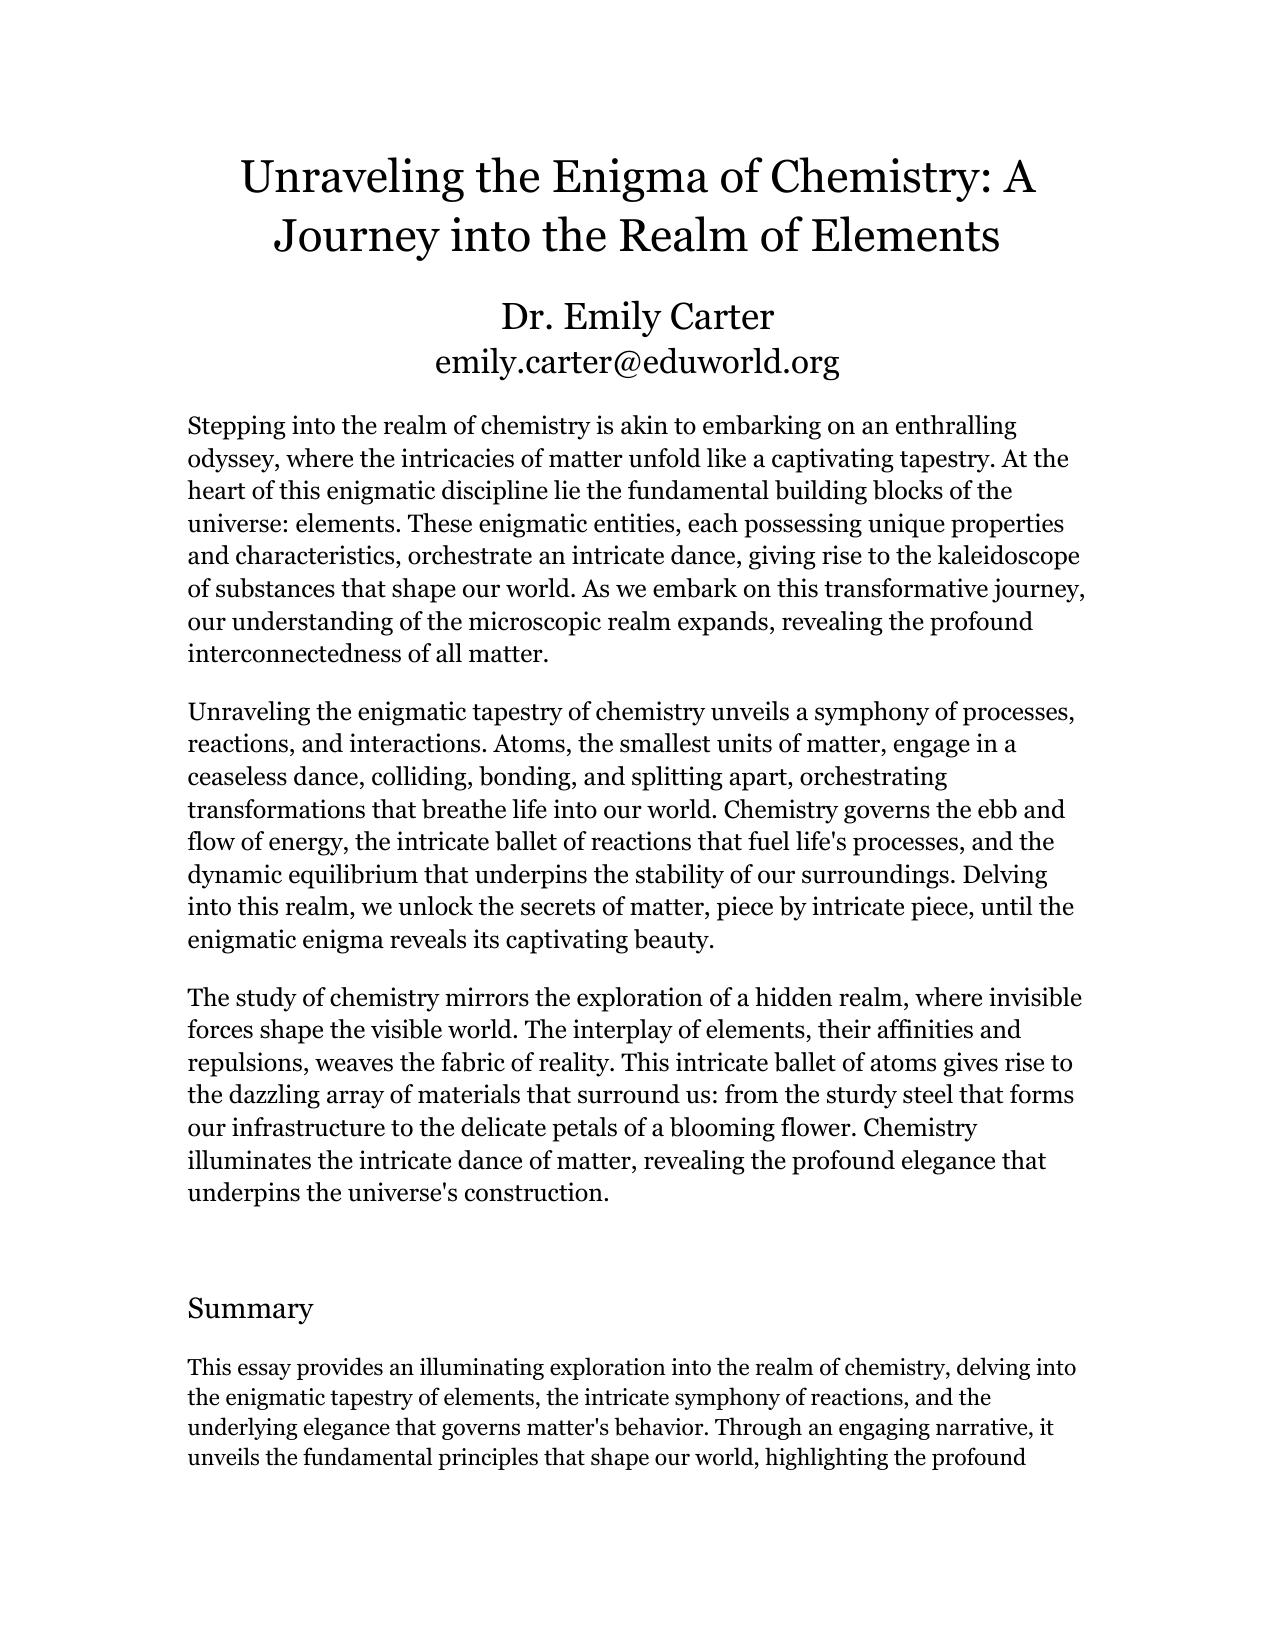 Unraveling the Enigma of Chemistry: A
Journey into the Realm of Elements
Dr. Emily Carter
emily.carter@eduworld.org
Stepping into the realm of chemistry is akin to embarking on an enthralling
odyssey, where the intricacies of matter unfold like a captivating tapestry. At the
heart of this enigmatic discipline lie the fundamental building blocks of the
universe: elements. These enigmatic entities, each possessing unique properties
and characteristics, orchestrate an intricate dance, giving rise to the kaleidoscope
of substances that shape our world. As we embark on this transformative journey,
our understanding of the microscopic realm expands, revealing the profound
interconnectedness of all matter.
Unraveling the enigmatic tapestry of chemistry unveils a symphony of processes,
reactions, and interactions. Atoms, the smallest units of matter, engage in a
ceaseless dance, colliding, bonding, and splitting apart, orchestrating
transformations that breathe life into our world. Chemistry governs the ebb and
flow of energy, the intricate ballet of reactions that fuel life's processes, and the
dynamic equilibrium that underpins the stability of our surroundings. Delving
into this realm, we unlock the secrets of matter, piece by intricate piece, until the
enigmatic enigma reveals its captivating beauty.
The study of chemistry mirrors the exploration of a hidden realm, where invisible
forces shape the visible world. The interplay of elements, their affinities and
repulsions, weaves the fabric of reality. This intricate ballet of atoms gives rise to
the dazzling array of materials that surround us: from the sturdy steel that forms
our infrastructure to the delicate petals of a blooming flower. Chemistry
illuminates the intricate dance of matter, revealing the profound elegance that
underpins the universe's construction.
Summary
This essay provides an illuminating exploration into the realm of chemistry, delving into
the enigmatic tapestry of elements, the intricate symphony of reactions, and the
underlying elegance that governs matter's behavior. Through an engaging narrative, it
unveils the fundamental principles that shape our world, highlighting the profound